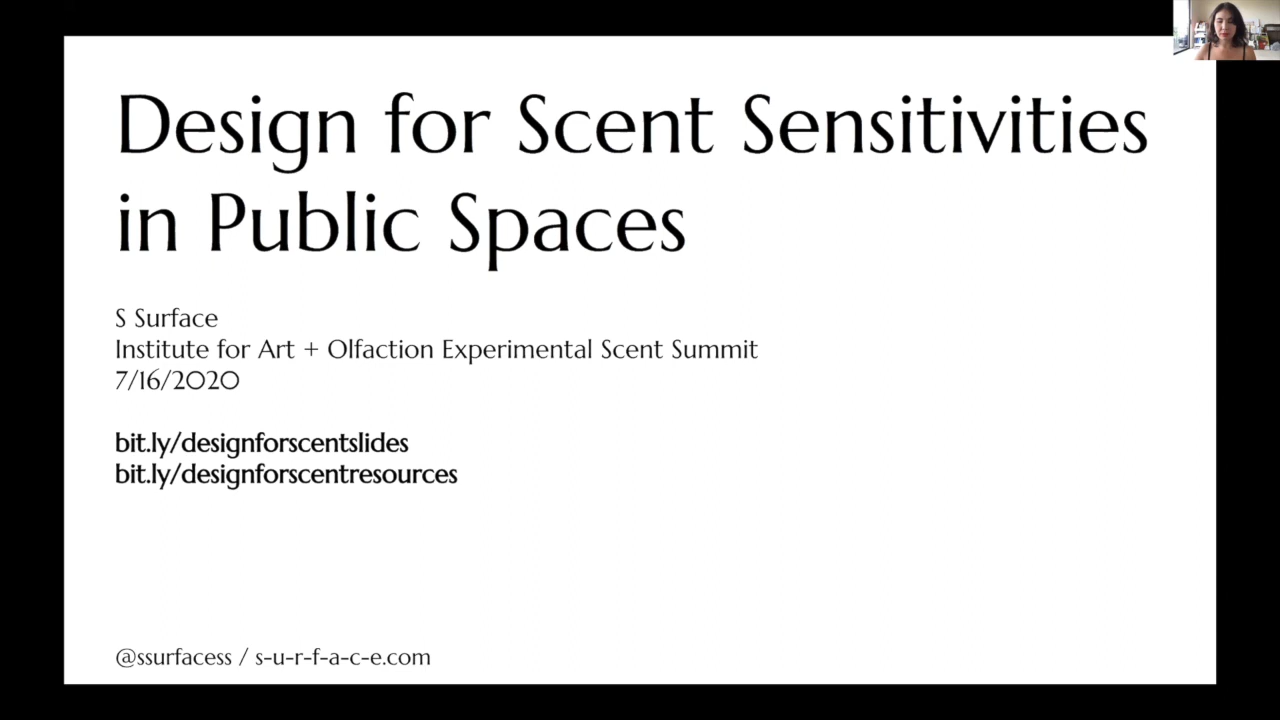 Design for Scent Sensitivities
in Public Spaces
S Surface
Institute for Art + Olfaction Experimental Scent Summit
7/16/2020
bit.ly/designforscentslides
bit.ly/designforscentresources
@ssurfacess / s-u-r-f-a-c-e.com